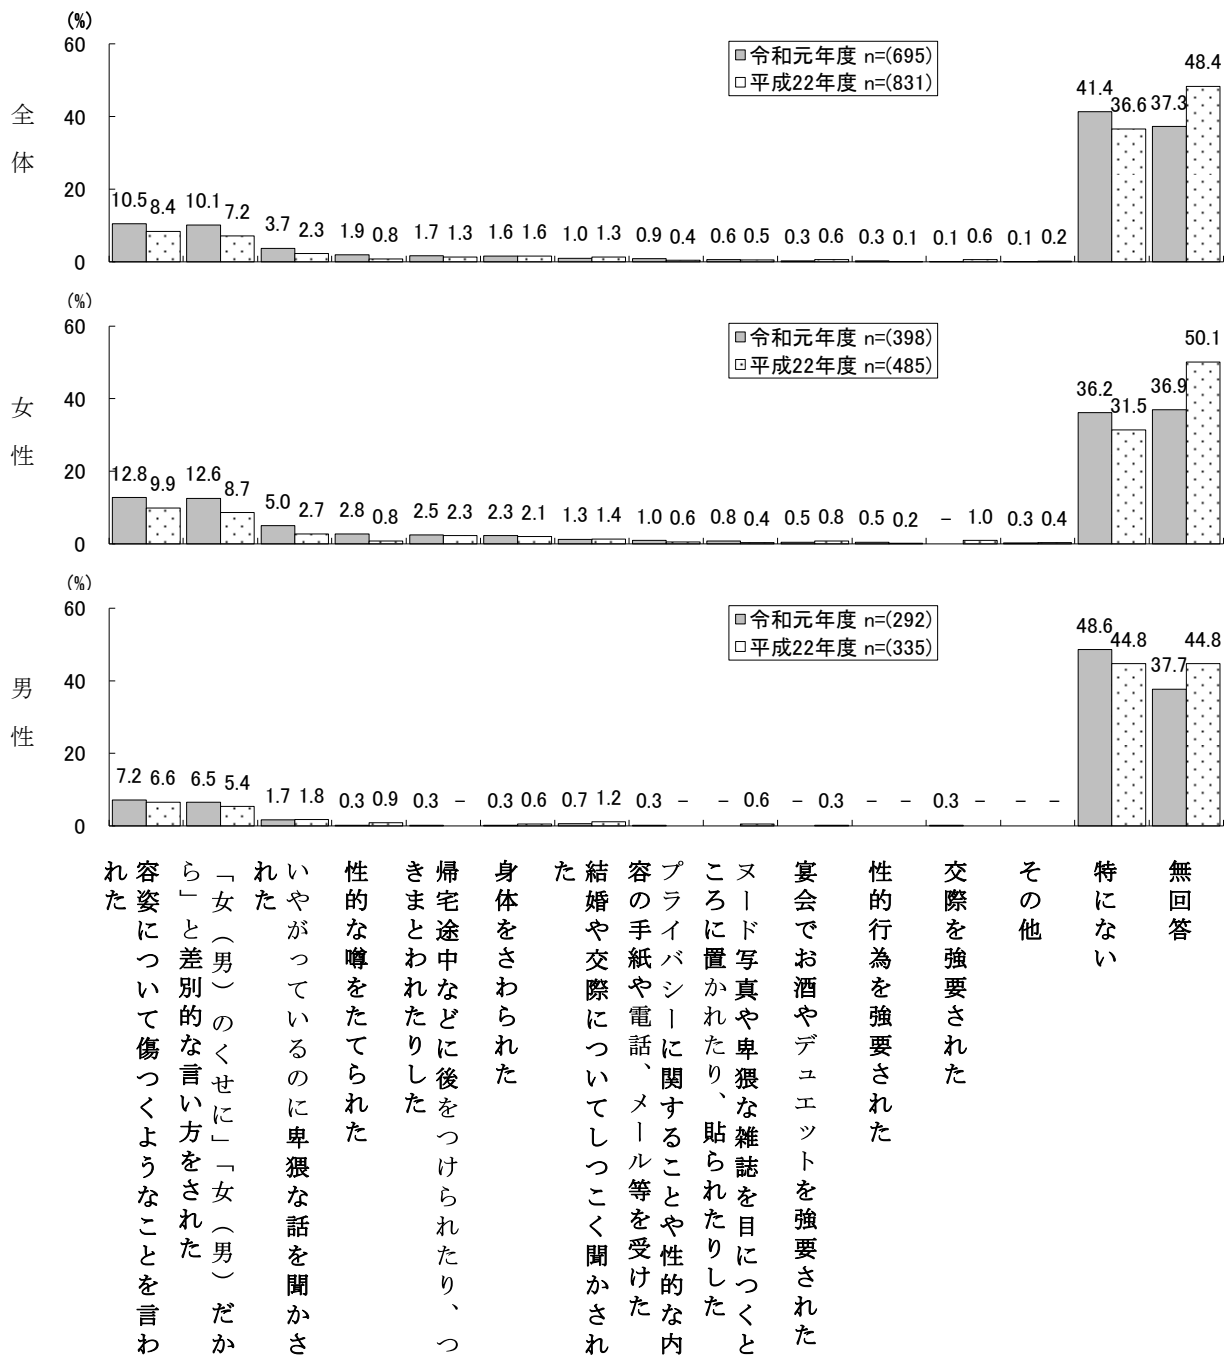 (%)
60
40
20
0
全体
令和元年度 n=(695)
平成22年度 n=(831)
10.5 8.4 10.1 7.2 3.7 2.3 1.9 0.8 1.7 1.3 1.6 1.6 1.0 1.3 0.9 0.4 0.6 0.5 0.3 0.6 0.3 0.1 0.1 0.6 0.1 0.2 41.4 36.6 37.3 48.4
(%)
60
40
20
0
女性
令和元年度 n=(398)
平成22年度 n=(485)
12.8 9.9 12.6 8.7 5.0 2.7 2.8 0.8 2.5 2.3 2.3 2.1 1.3 1.4 1.0 0.6 0.8 0.4 0.5 0.8 0.5 0.2 – 1.0 0.3 0.4 36.2 31.5 36.9 50.1
(%)
60
40
20
0
男性
令和元年度 n=(292)
平成22年度 n=(335)
7.2 6.6 6.5 5.4 1.7 1.8 0.3 0.9 0.3 – 0.3 0.6 0.7 1.2 0.3 – – 0.6 – 0.3 – – 0.3 – – – 48.6 44.8 37.7 44.8
容姿について傷つくようなことを言わ
れた
「女(男)のくせに」「女(男)だか
ら」と差別的な言い方をされた
いやがっているのに卑猥な話を聞かさ
れた
性的な噂をたてられた
帰宅途中などに後をつけられたり、つ
きまとわれたりした
身体をさわられた
結婚や交際についてしつこく聞かされ
た
プライバシーに関することや性的な内
容の手紙や電話、メール等を受けた
ヌード写真や卑猥な雑誌を目につくと
ころに置かれたり、貼られたりした
宴会でお酒やデュエットを強要された
性的行為を強要された
交際を強要された
その他
特にない
無回答